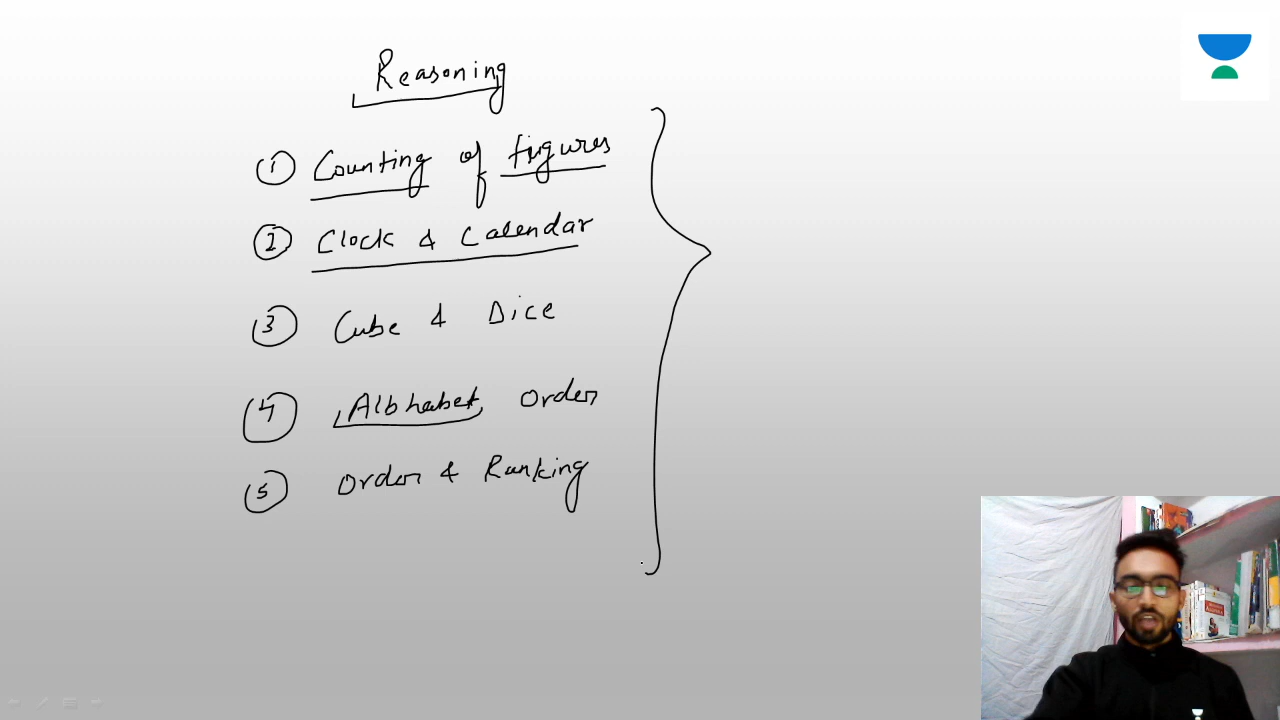 Reasoning
① Counting of figures
② Clock & Calendar
③ Cube & Dice
④ Alphabet Order
⑤ Order & Ranking